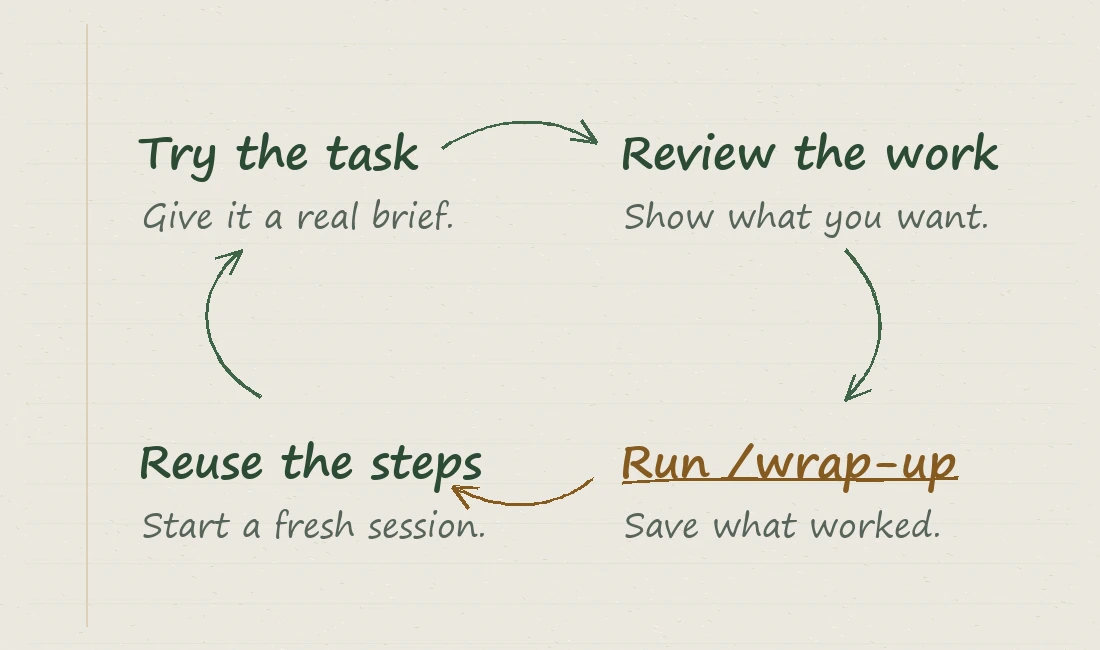 Try the task
Give it a real brief.
Review the work
Show what you want.
Reuse the steps
Start a fresh session.
Run /wrap-up
Save what worked.